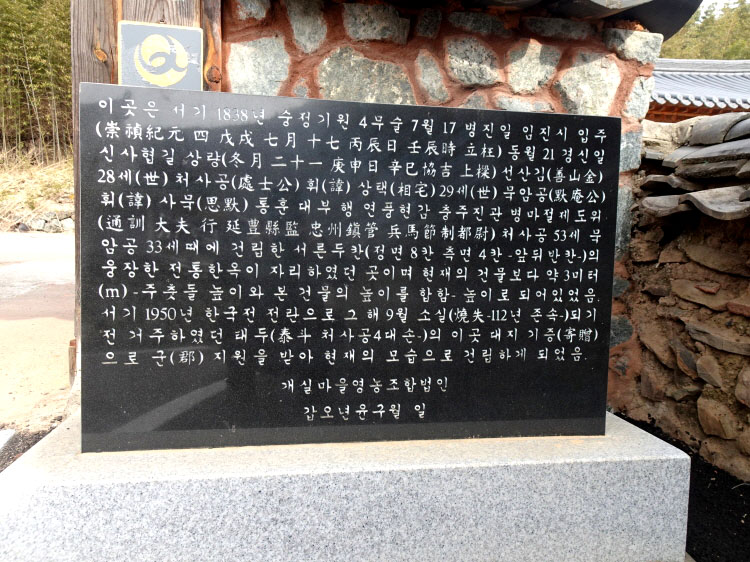 이곳은 서기 1838년 숭정기원 4무술 7월 17 병진일 임진시 입주
(崇禎紀元 四 戊戌 七月 十七 丙辰日 壬辰時 立柱) 동월 21 경신일
신사협길 상량(冬月 二十一 庚申日 辛巳協吉 上樑) 선산김(善山金)
28세(世) 처사공(處士公) 휘(諱) 상택(相宅) 29세(世) 묵암공(默庵公)
휘(諱) 사묵(思默) 통훈대부행 연풍현감 충주진관 병마절제도위
(通訓 大夫 行 延豊縣監 忠州鎭管 兵馬節制都尉) 처사공 53세 묵
암공 33세때에 건립한 서른두칸(정면 8칸 측면 4칸 -앞뒤반칸-)의
웅장한 전통한옥이 자리하였던 곳이며 현재의 건물보다 약 3미터
(m) -주춧돌 높이와 본 건물의 높이를 합함- 높이로 되어있었음.
서기 1950년 한국전 전란으로 그해 9월 소실(燒失-112년 존속-)되기
전 거주하였던 태두(泰斗 처사공4대손-)의 이곳 대지 기증(寄贈)
으로 군(郡) 지원을 받아 현재의 모습으로 건립하게 되었음.
개실마을영농조합법인
갑오년윤구월 일